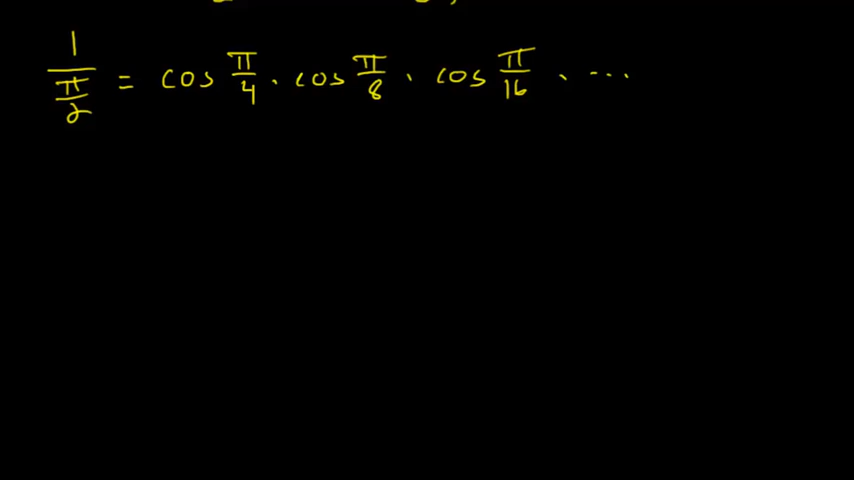 1/(π/2) = cos π/4 · cos π/8 · cos π/16 · ...